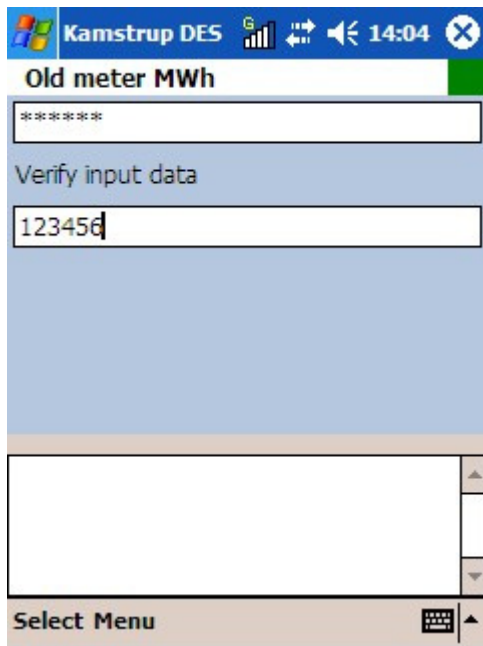 Kamstrup DES G 14:04
Old meter MWh
******
Verify input data
123456
Select Menu